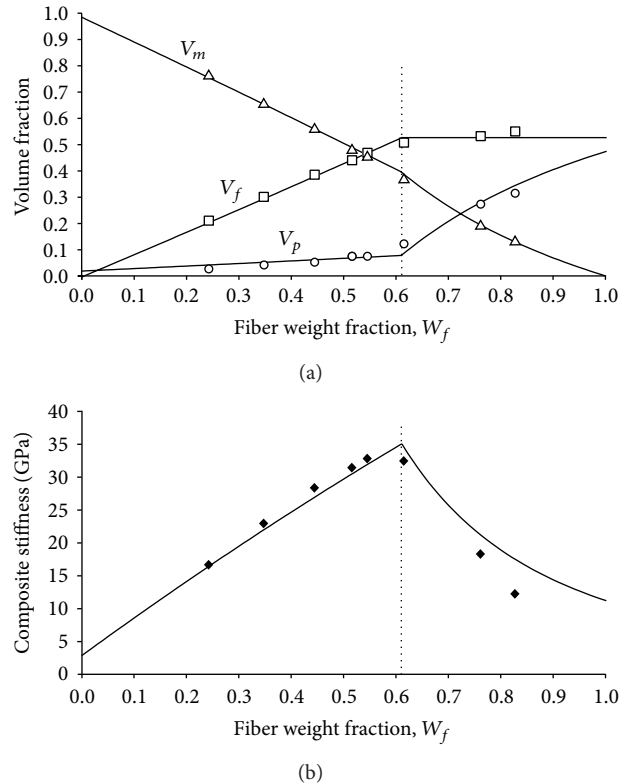 1.0
0.9
0.8
0.7
0.6
0.5
0.4
0.3
0.2
0.1
0.0
Volume fraction
V_m
V_f
V_p
0.0 0.1 0.2 0.3 0.4 0.5 0.6 0.7 0.8 0.9 1.0
Fiber weight fraction, W_f
(a)
40
35
30
25
20
15
10
5
0
Composite stiffness (GPa)
0.0 0.1 0.2 0.3 0.4 0.5 0.6 0.7 0.8 0.9 1.0
Fiber weight fraction, W_f
(b)